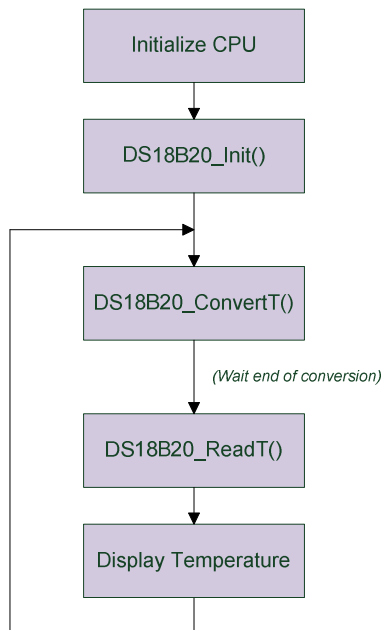 Initialize CPU
DS18B20_Init()
DS18B20_ConvertT()
(Wait end of conversion)
DS18B20_ReadT()
Display Temperature